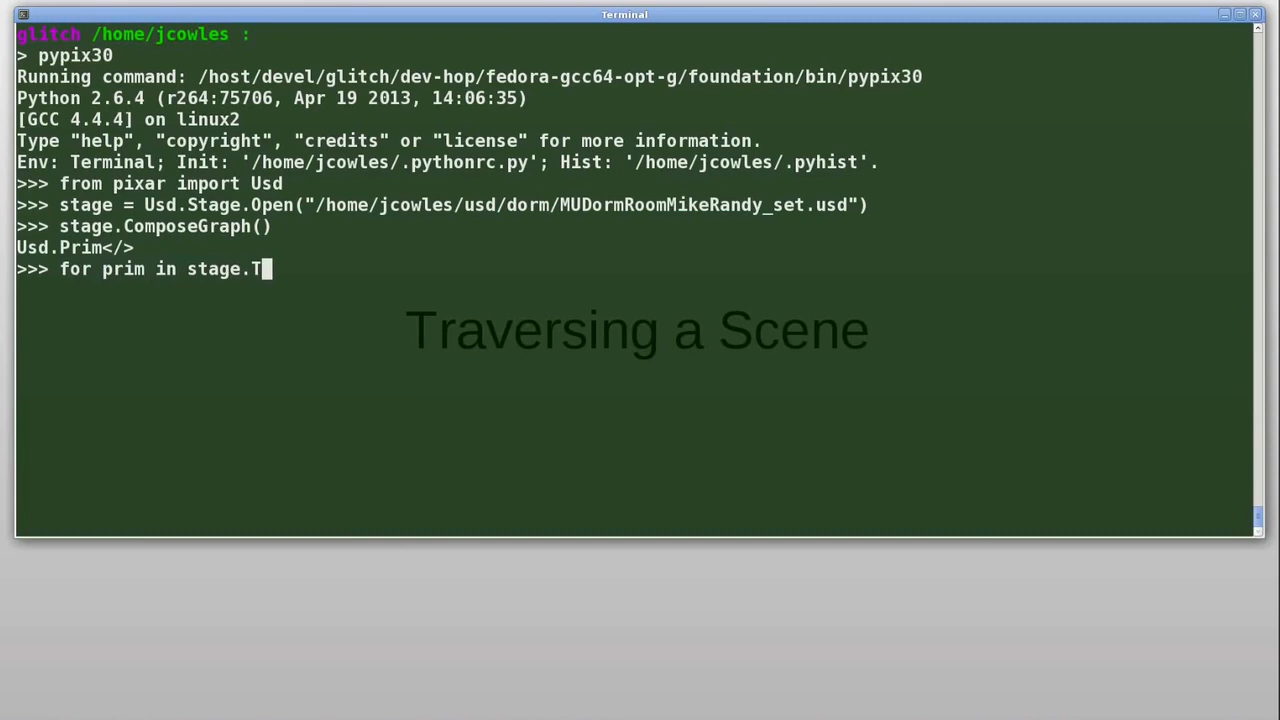 Terminal
glitch /home/jcowles :
> pypix30
Running command: /host/devel/glitch/dev-hop/fedora-gcc64-opt-g/foundation/bin/pypix30
Python 2.6.4 (r264:75706, Apr 19 2013, 14:06:35)
[GCC 4.4.4] on linux2
Type "help", "copyright", "credits" or "license" for more information.
Env: Terminal; Init: '/home/jcowles/.pythonrc.py'; Hist: '/home/jcowles/.pyhist'.
>>> from pixar import Usd
>>> stage = Usd.Stage.Open("/home/jcowles/usd/dorm/MUDormRoomMikeRandy_set.usd")
>>> stage.ComposeGraph()
Usd.Prim</>
>>> for prim in stage.T
Traversing a Scene